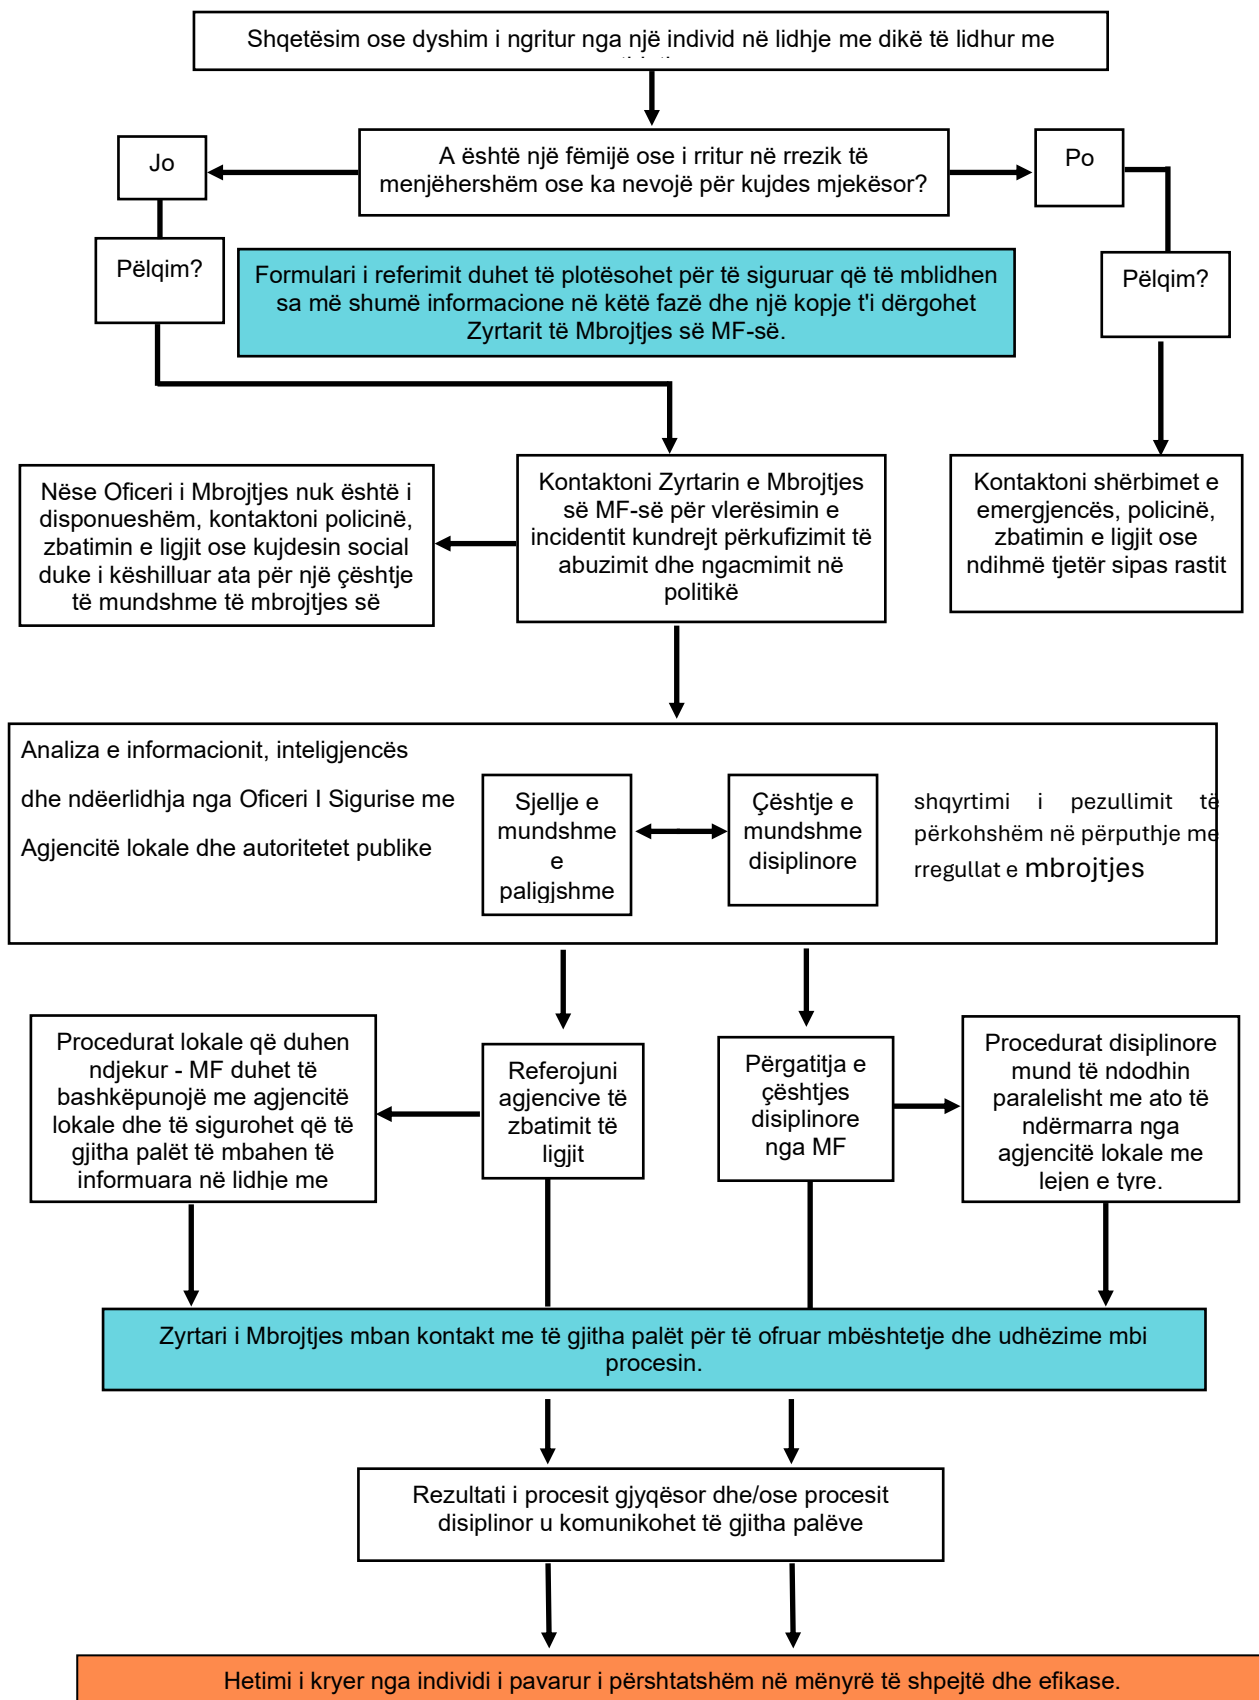 Shqetësim ose dyshim i ngritur nga një individ në lidhje me dikë të lidhur me
A është një fëmijë ose i rritur në rrezik të
menjëhershëm ose ka nevojë për kujdes mjekësor?
Jo
Po
Pëlqim?
Formulari i referimit duhet të plotësohet për të siguruar që të mblidhen
sa më shumë informacione në këtë fazë dhe një kopje t'i dërgohet
Zyrtarit të Mbrojtjes së MF-së.
Pëlqim?
Nëse Oficeri i Mbrojtjes nuk është i
disponueshëm, kontaktoni policinë,
zbatimin e ligjit ose kujdesin social
duke i këshilluar ata për një çështje
të mundshme të mbrojtjes së
Kontaktoni Zyrtarin e Mbrojtjes
së MF-së për vlerësimin e
incidentit kundrejt përkufizimit të
abuzimit dhe ngacmimit në
politikë
Kontaktoni shërbimet e
emergjencës, policinë,
zbatimin e ligjit ose
ndihmë tjetër sipas rastit
Analiza e informacionit, inteligjencës
dhe ndëerlidhja nga Oficeri I Sigurise me
Agjencitë lokale dhe autoritetet publike
Sjellje e
mundshme
e
paligjshme
Çështje e
mundshme
disiplinore
shqyrtimi i pezullimit të
përkohshëm në përputhje me
rregullat e mbrojtjes
Procedurat lokale që duhen
ndjekur - MF duhet të
bashkëpunojë me agjencitë
lokale dhe të sigurohet që të
gjitha palët të mbahen të
informuara në lidhje me
Referojuni
agjencive të
zbatimit të
ligjit
Përgatitja e
çështjes
disiplinore
nga MF
Procedurat disiplinore
mund të ndodhin
paralelisht me ato të
ndërmarra nga
agjencitë lokale me
lejen e tyre.
Zyrtari i Mbrojtjes mban kontakt me të gjitha palët për të ofruar mbështetje dhe udhëzime mbi
procesin.
Rezultati i procesit gjyqësor dhe/ose procesit
disiplinor u komunikohet të gjitha palëve
Hetimi i kryer nga individi i pavarur i përshtatshëm në mënyrë të shpejtë dhe efikase.